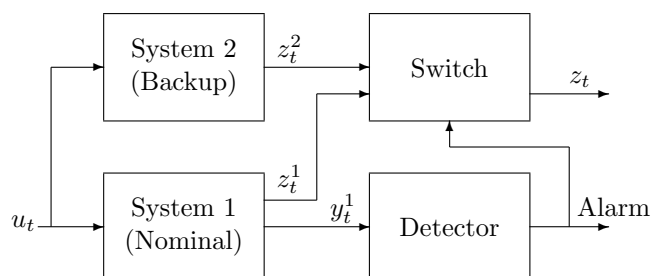 System 2
(Backup)
z_t^2
Switch
z_t
z_t^1
u_t
System 1
(Nominal)
y_t^1
Detector
Alarm